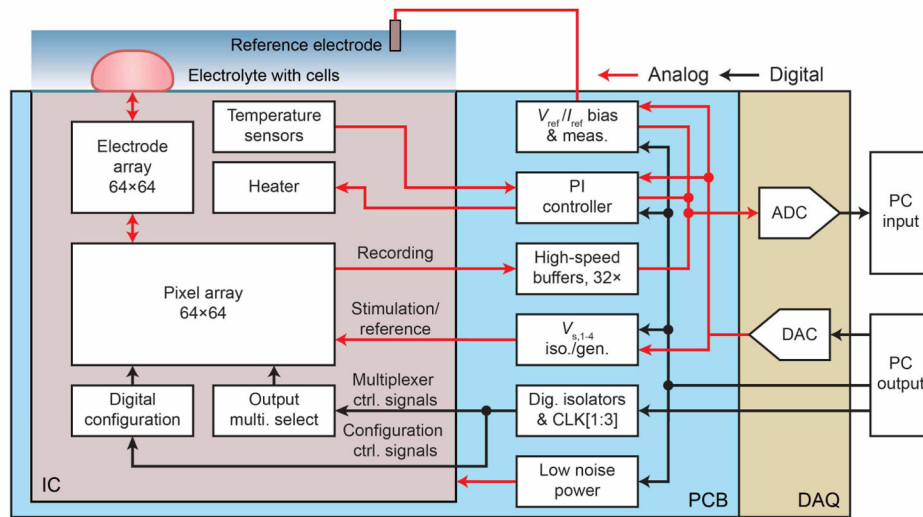 Reference electrode
Electrolyte with cells
Analog
Digital
Electrode
array
64×64
Temperature
sensors
Heater
Vref/Iref bias
& meas.
PI
controller
ADC
PC
input
Pixel array
64×64
Recording
High-speed
buffers, 32×
Stimulation/
reference
Vs,1-4
iso./gen.
DAC
PC
output
Digital
configuration
Output
multi. select
Multiplexer
ctrl. signals
Configuration
ctrl. signals
Dig. isolators
& CLK[1:3]
Low noise
power
IC
PCB
DAQ